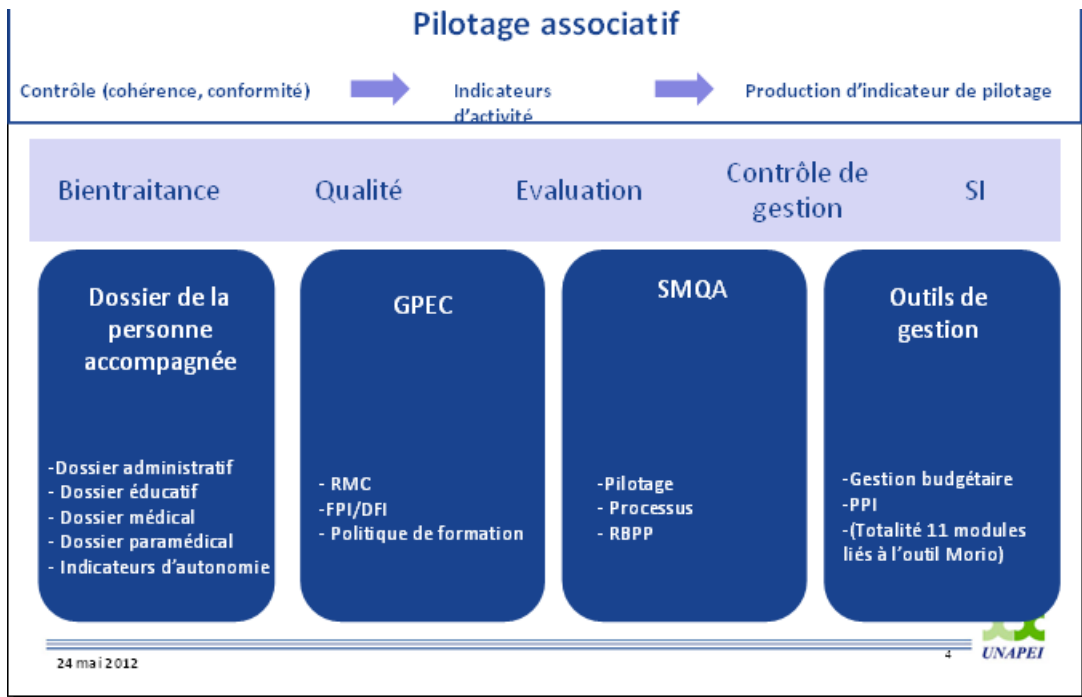 Pilotage associatif
Contrôle (cohérence, conformité)
Indicateurs
d'activité
Production d'indicateur de pilotage
Bientraitance
Qualité
Evaluation
Contrôle de
gestion
SI
Dossier de la
personne
accompagnée
-Dossier administratif
- Dossier éducatif
- Dossier médical
- Dossier paramédical
- Indicateurs d'autonomie
GPEC
- RMC
-FPI/DFI
- Politique de formation
SMQA
-Pilotage
- Processus
- RBPP
Outils de
gestion
-Gestion budgétaire
-PPI
-(Totalité 11 modules
liés à l'outil Morio)
24 mai 2012
4
UNAPEI